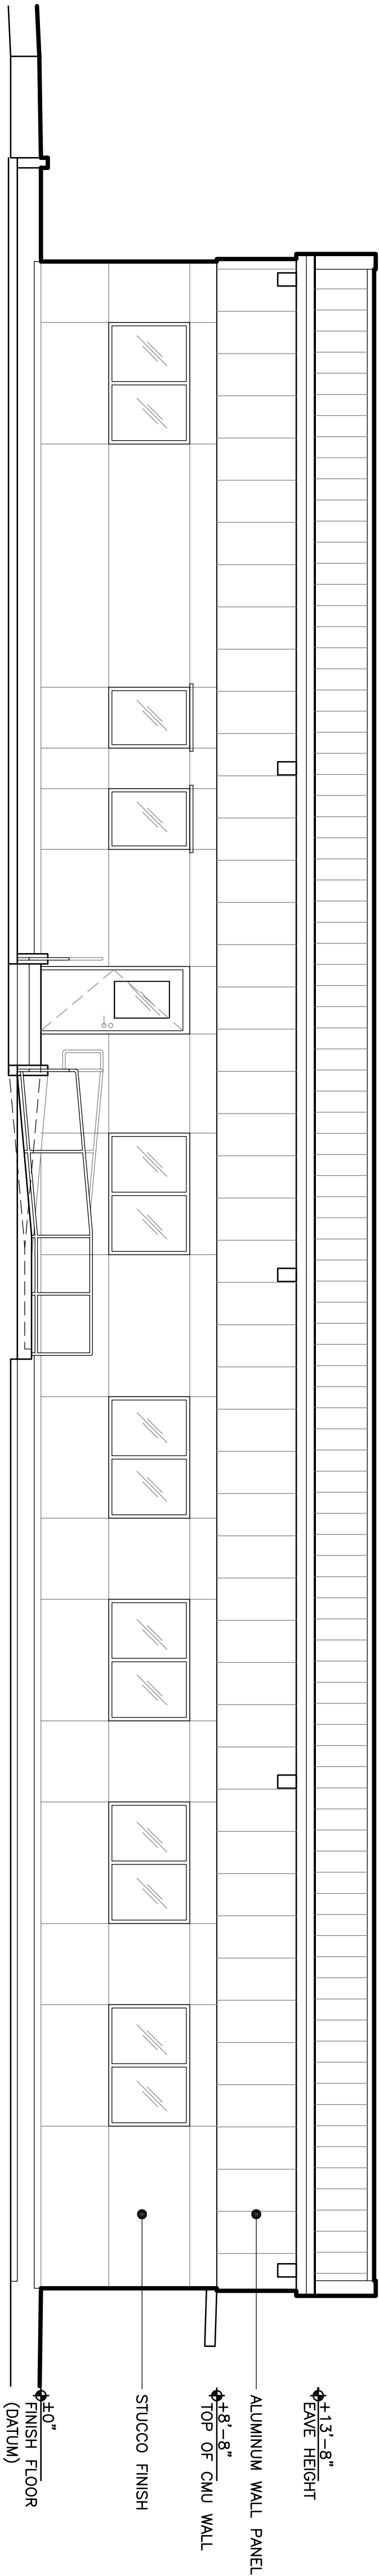 +13'-8"
EAVE HEIGHT
ALUMINUM WALL PANEL
+8'-8"
TOP OF CMU WALL
STUCCO FINISH
±0"
FINISH FLOOR
(DATUM)